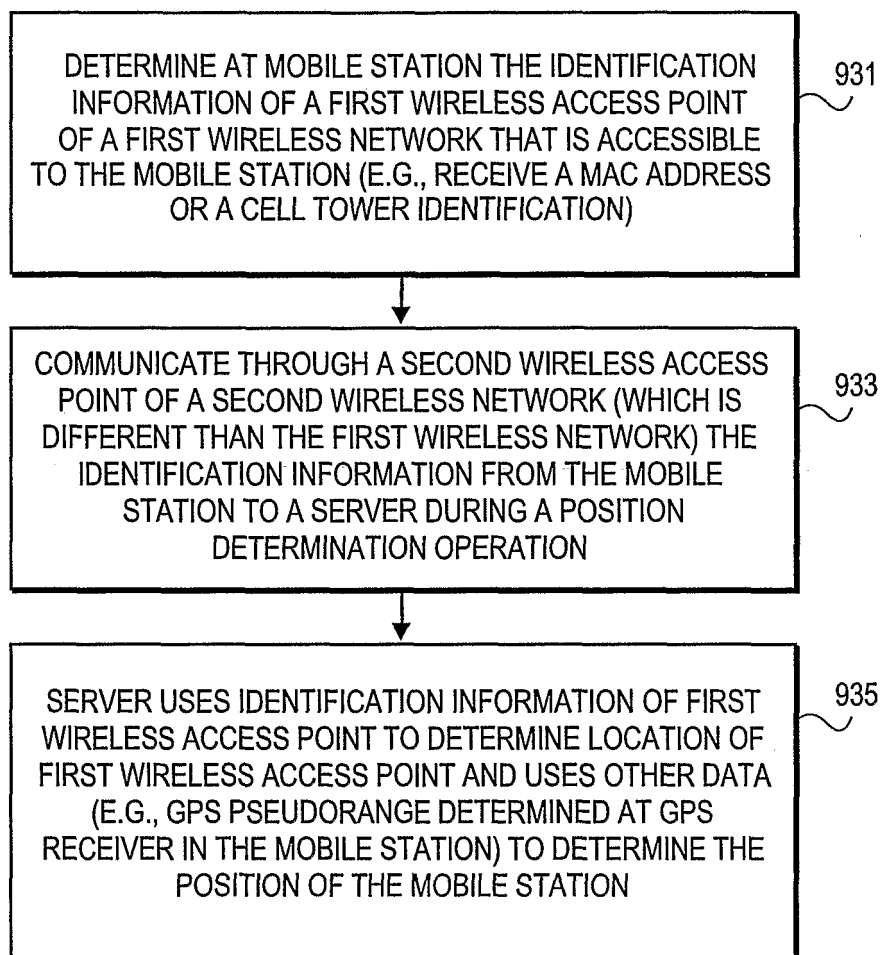 DETERMINE AT MOBILE STATION THE IDENTIFICATION
INFORMATION OF A FIRST WIRELESS ACCESS POINT
OF A FIRST WIRELESS NETWORK THAT IS ACCESSIBLE
TO THE MOBILE STATION (E.G., RECEIVE A MAC ADDRESS
OR A CELL TOWER IDENTIFICATION)
931
COMMUNICATE THROUGH A SECOND WIRELESS ACCESS
POINT OF A SECOND WIRELESS NETWORK (WHICH IS
DIFFERENT THAN THE FIRST WIRELESS NETWORK) THE
IDENTIFICATION INFORMATION FROM THE MOBILE
STATION TO A SERVER DURING A POSITION
DETERMINATION OPERATION
933
SERVER USES IDENTIFICATION INFORMATION OF FIRST
WIRELESS ACCESS POINT TO DETERMINE LOCATION OF
FIRST WIRELESS ACCESS POINT AND USES OTHER DATA
(E.G., GPS PSEUDORANGE DETERMINED AT GPS
RECEIVER IN THE MOBILE STATION) TO DETERMINE THE
POSITION OF THE MOBILE STATION
935